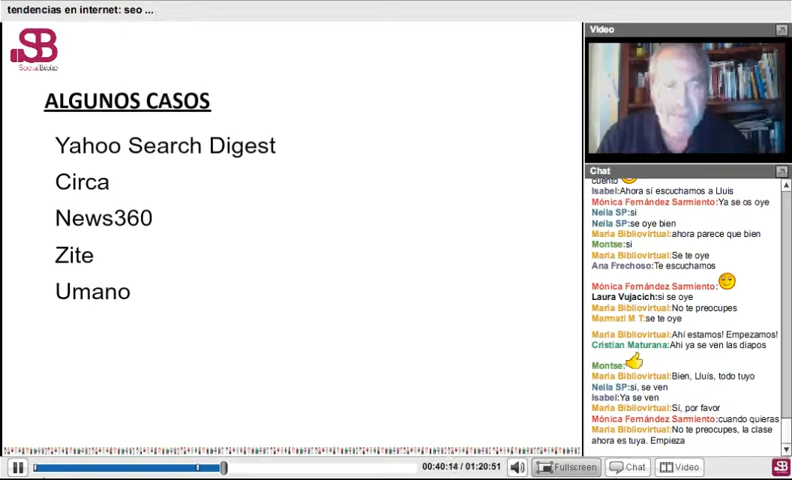 tendencias en internet: seo ...
SB
Social Biblio
ALGUNOS CASOS
Yahoo Search Digest
Circa
News360
Zite
Umano
Video
Chat
cuento
Isabel:Ahora sí escuchamos a Lluis
Mónica Fernández Sarmiento:Ya se os oye
Neila SP:si
Neila SP:se oye bien
María Bibliovirtual:ahora parece que bien
Montse:si
María Bibliovirtual:Se te oye
Ana Frechoso:Te escuchamos
Mónica Fernández Sarmiento:
Laura Vujacich:si se oye
María Bibliovirtual:No te preocupes
Marmati M T:se te oye
María Bibliovirtual:Ahí estamos! Empezamos!
Cristian Maturana:Ahi ya se ven las diapos
Montse:
María Bibliovirtual:Bien, Lluís, todo tuyo
Neila SP:si, se ven
Isabel:Ya se ven
María Bibliovirtual:Sí, por favor
Mónica Fernández Sarmiento:cuando quieras
María Bibliovirtual:No te preocupes, la clase
ahora es tuya. Empieza
00:40:14 / 01:20:51
Fullscreen
Chat
Video
SB